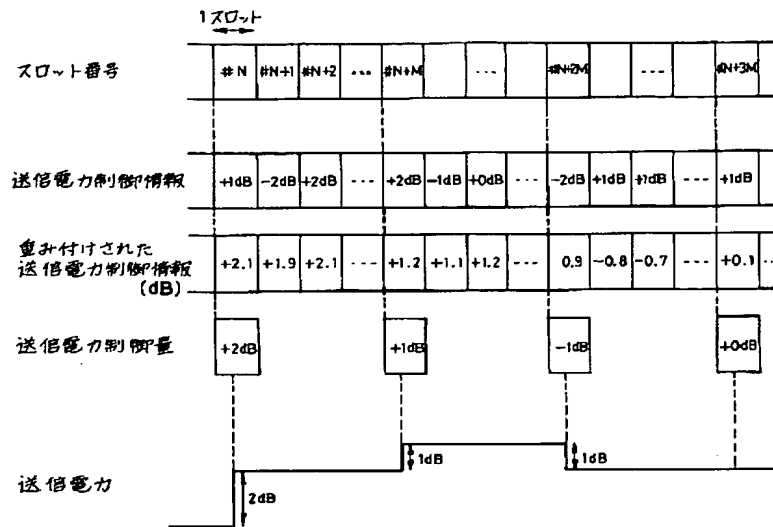 1スロット
スロット番号 #N #N+1 #N+2 --- #N+M --- #N+2M --- #N+3M
送信電力制御情報 +1dB -2dB +2dB --- +2dB -1dB +0dB --- -2dB +1dB +1dB --- +1dB
重み付けされた
送信電力制御情報 +2.1 +1.9 +2.1 --- +1.2 +1.1 +1.2 --- 0.9 -0.8 -0.7 --- +0.1 --
(dB)
送信電力制御量 +2dB +1dB -1dB +0dB
1dB 1dB
送信電力
2dB